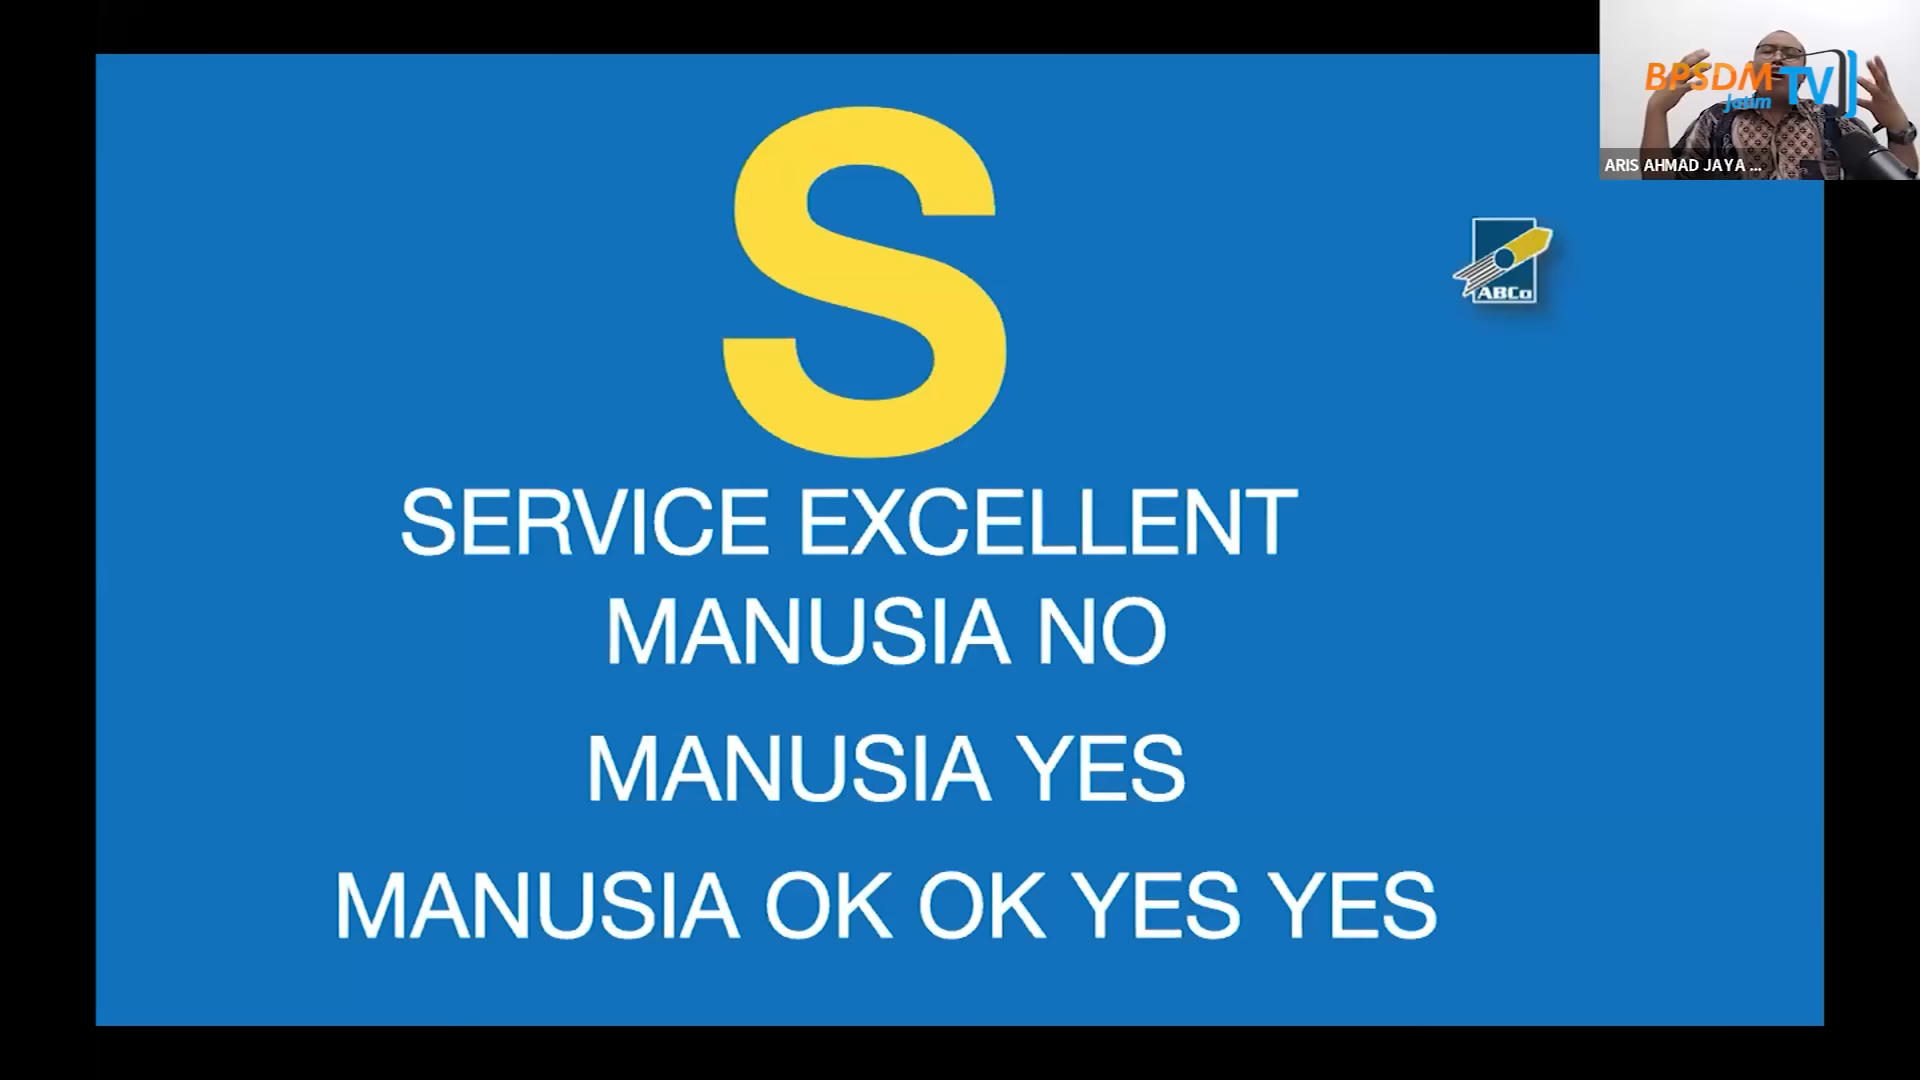 BPSDM TV
Jatim
ARIS AHMAD JAYA ...
S
ABCo
SERVICE EXCELLENT
MANUSIA NO
MANUSIA YES
MANUSIA OK OK YES YES